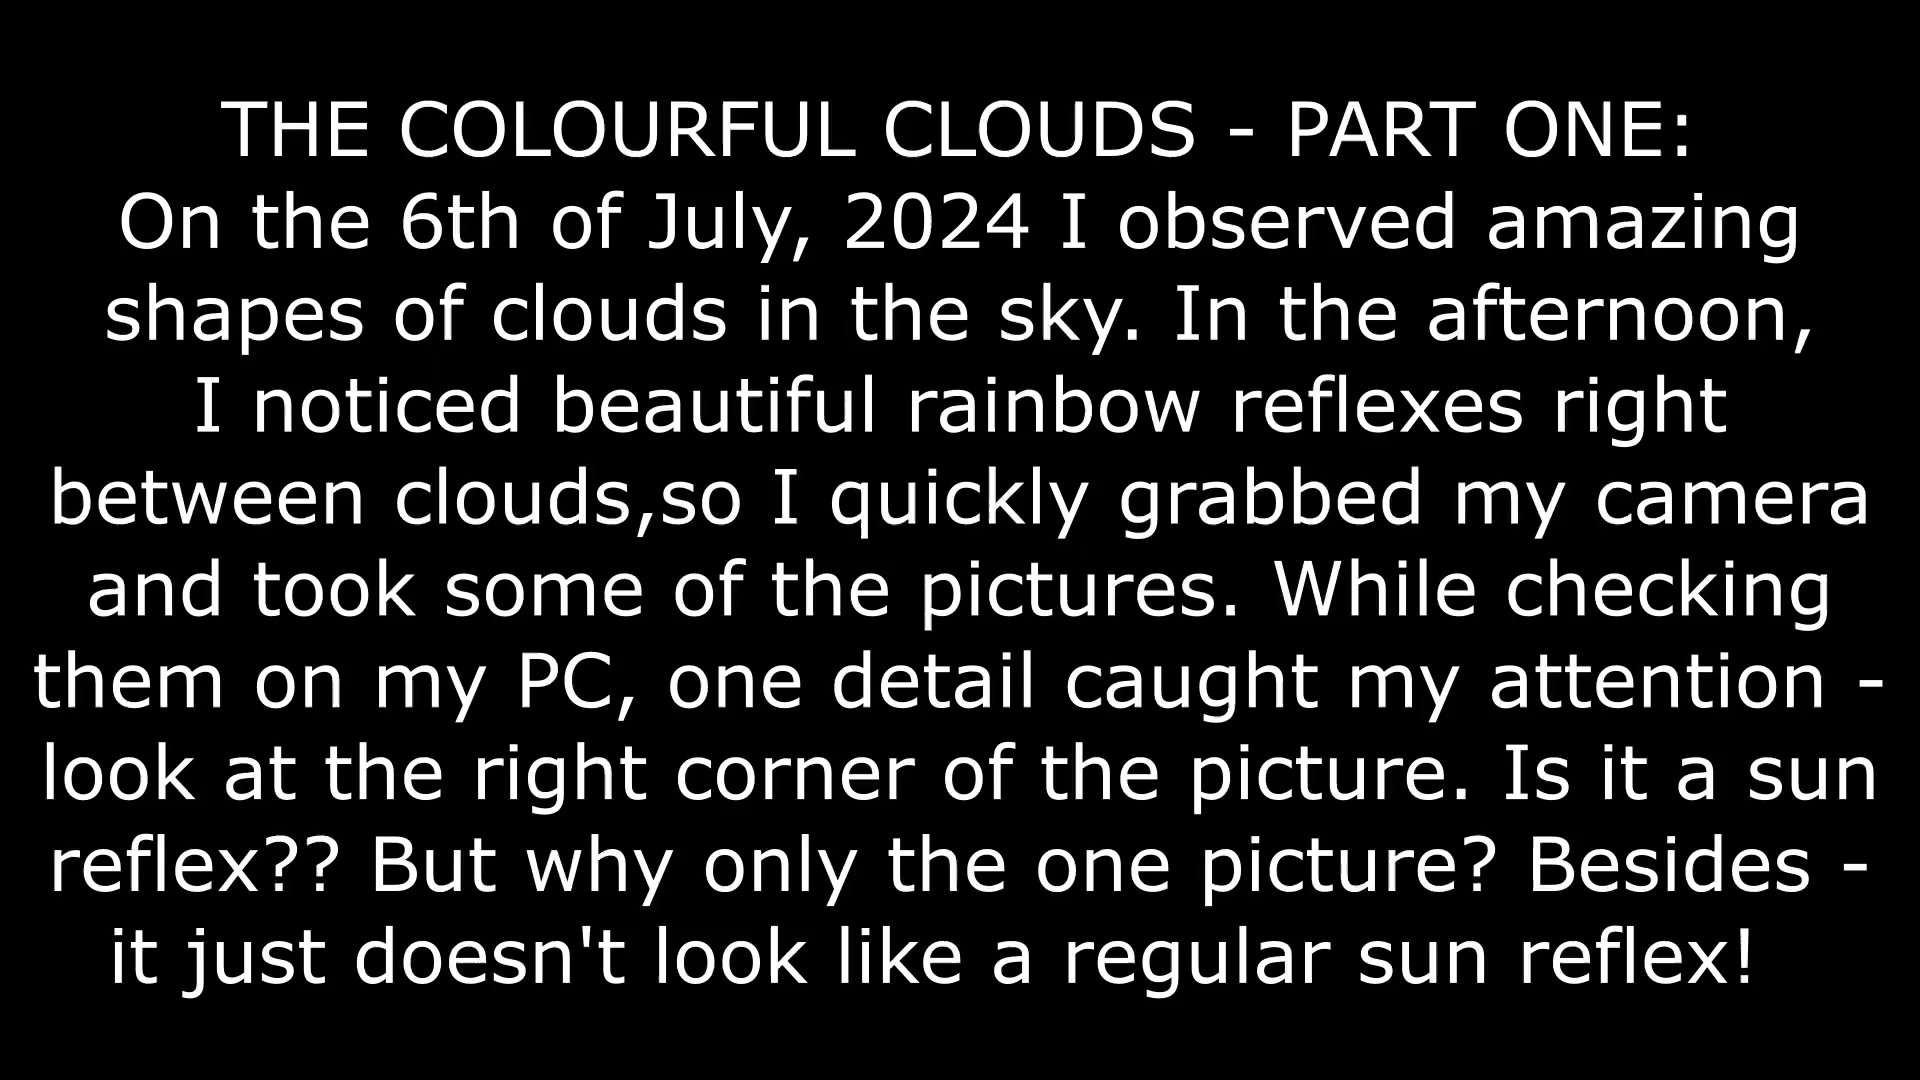 THE COLOURFUL CLOUDS - PART ONE:
On the 6th of July, 2024 I observed amazing
shapes of clouds in the sky. In the afternoon,
I noticed beautiful rainbow reflexes right
between clouds,so I quickly grabbed my camera
and took some of the pictures. While checking
them on my PC, one detail caught my attention -
look at the right corner of the picture. Is it a sun
reflex?? But why only the one picture? Besides -
it just doesn't look like a regular sun reflex!